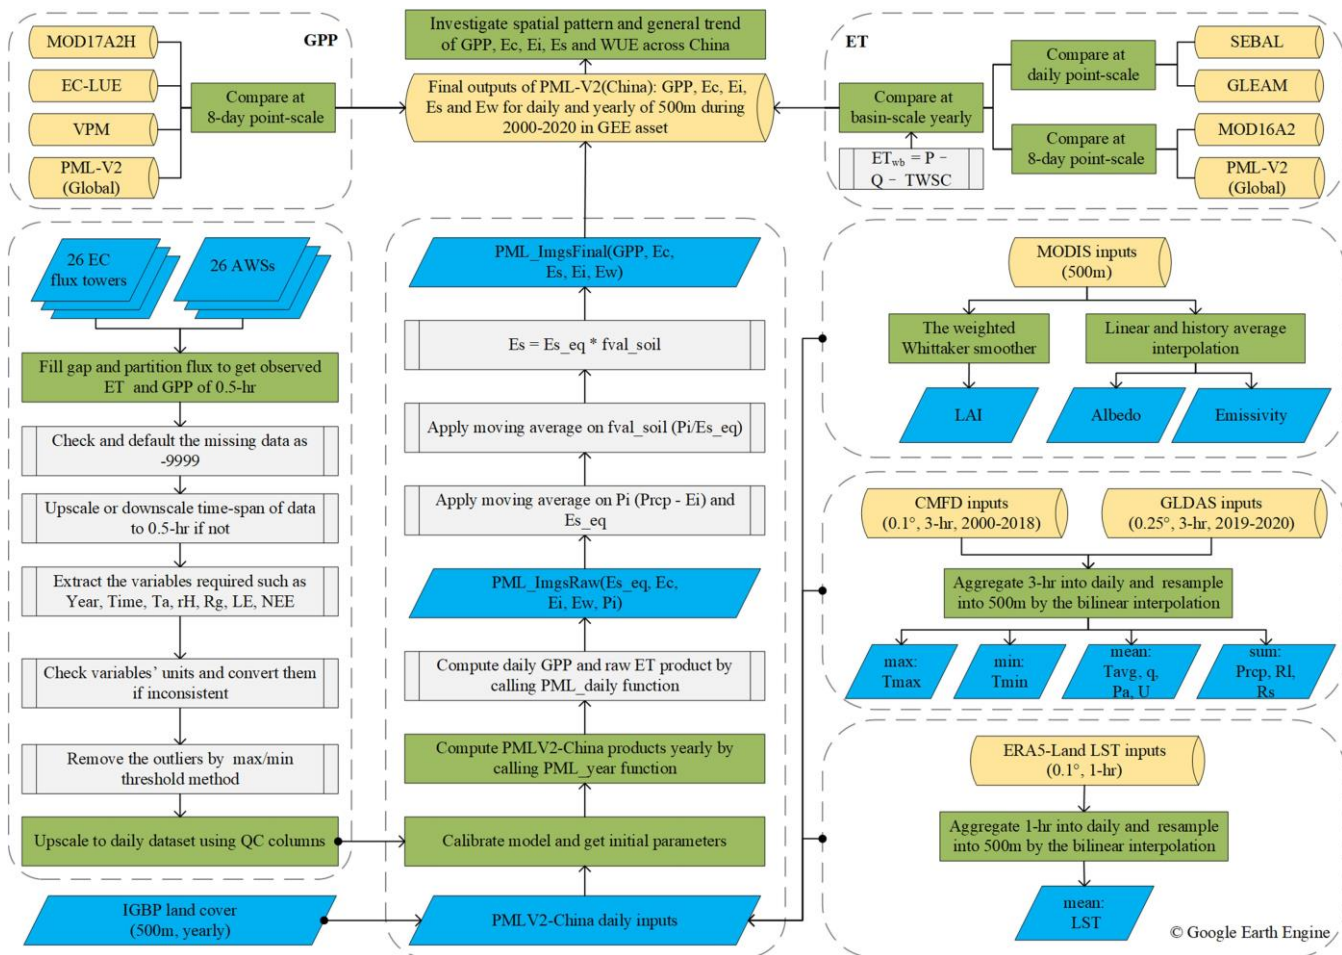 GPP
MOD17A2H
EC-LUE
VPM
PML-V2
(Global)
Compare at
8-day point-scale
Investigate spatial pattern and general trend
of GPP, Ec, Ei, Es and WUE across China
Final outputs of PML-V2(China): GPP, Ec, Ei,
Es and Ew for daily and yearly of 500m during
2000-2020 in GEE asset
ET
Compare at
basin-scale yearly
ETwb = P −
Q − TWSC
Compare at
daily point-scale
Compare at
8-day point-scale
SEBAL
GLEAM
MOD16A2
PML-V2
(Global)
26 EC
flux towers
26 AWSs
Fill gap and partition flux to get observed
ET and GPP of 0.5-hr
Check and default the missing data as
-9999
Upscale or downscale time-span of data
to 0.5-hr if not
Extract the variables required such as
Year, Time, Ta, rH, Rg, LE, NEE
Check variables' units and convert them
if inconsistent
Remove the outliers by max/min
threshold method
Upscale to daily dataset using QC columns
IGBP land cover
(500m, yearly)
PML_ImgsFinal(GPP, Ec,
Es, Ei, Ew)
Es = Es_eq * fval_soil
Apply moving average on fval_soil (Pi/Es_eq)
Apply moving average on Pi (Prcp - Ei) and
Es_eq
PML_ImgsRaw(Es_eq, Ec,
Ei, Ew, Pi)
Compute daily GPP and raw ET product by
calling PML_daily function
Compute PMLV2-China products yearly by
calling PML_year function
Calibrate model and get initial parameters
PMLV2-China daily inputs
MODIS inputs
(500m)
The weighted
Whittaker smoother
Linear and history average
interpolation
LAI
Albedo
Emissivity
CMFD inputs
(0.1°, 3-hr, 2000-2018)
GLDAS inputs
(0.25°, 3-hr, 2019-2020)
Aggregate 3-hr into daily and resample
into 500m by the bilinear interpolation
max:
Tmax
min:
Tmin
mean:
Tavg, q,
Pa, U
sum:
Prcp, Rl,
Rs
ERA5-Land LST inputs
(0.1°, 1-hr)
Aggregate 1-hr into daily and resample
into 500m by the bilinear interpolation
mean:
LST
© Google Earth Engine